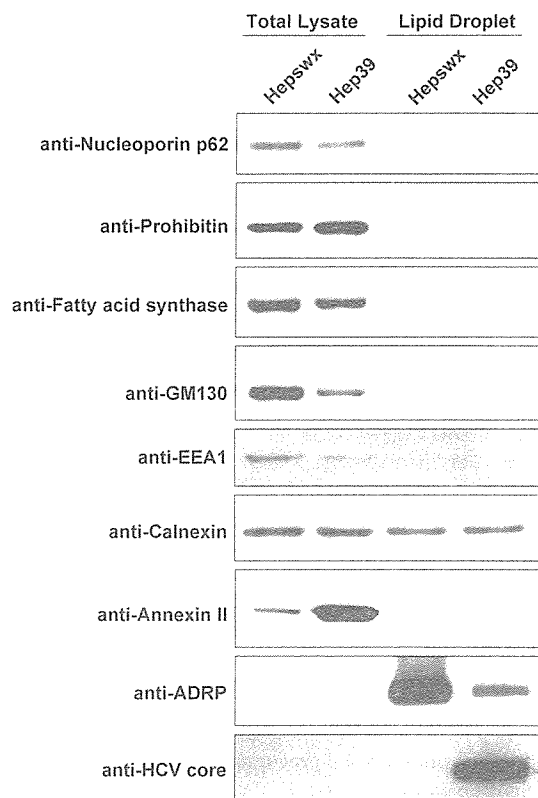 Total Lysate Lipid Droplet
Hepswx Hep39 Hepswx Hep39
anti-Nucleoporin p62
anti-Prohibitin
anti-Fatty acid synthase
anti-GM130
anti-EEA1
anti-Calnexin
anti-Annexin II
anti-ADRP
anti-HCV core